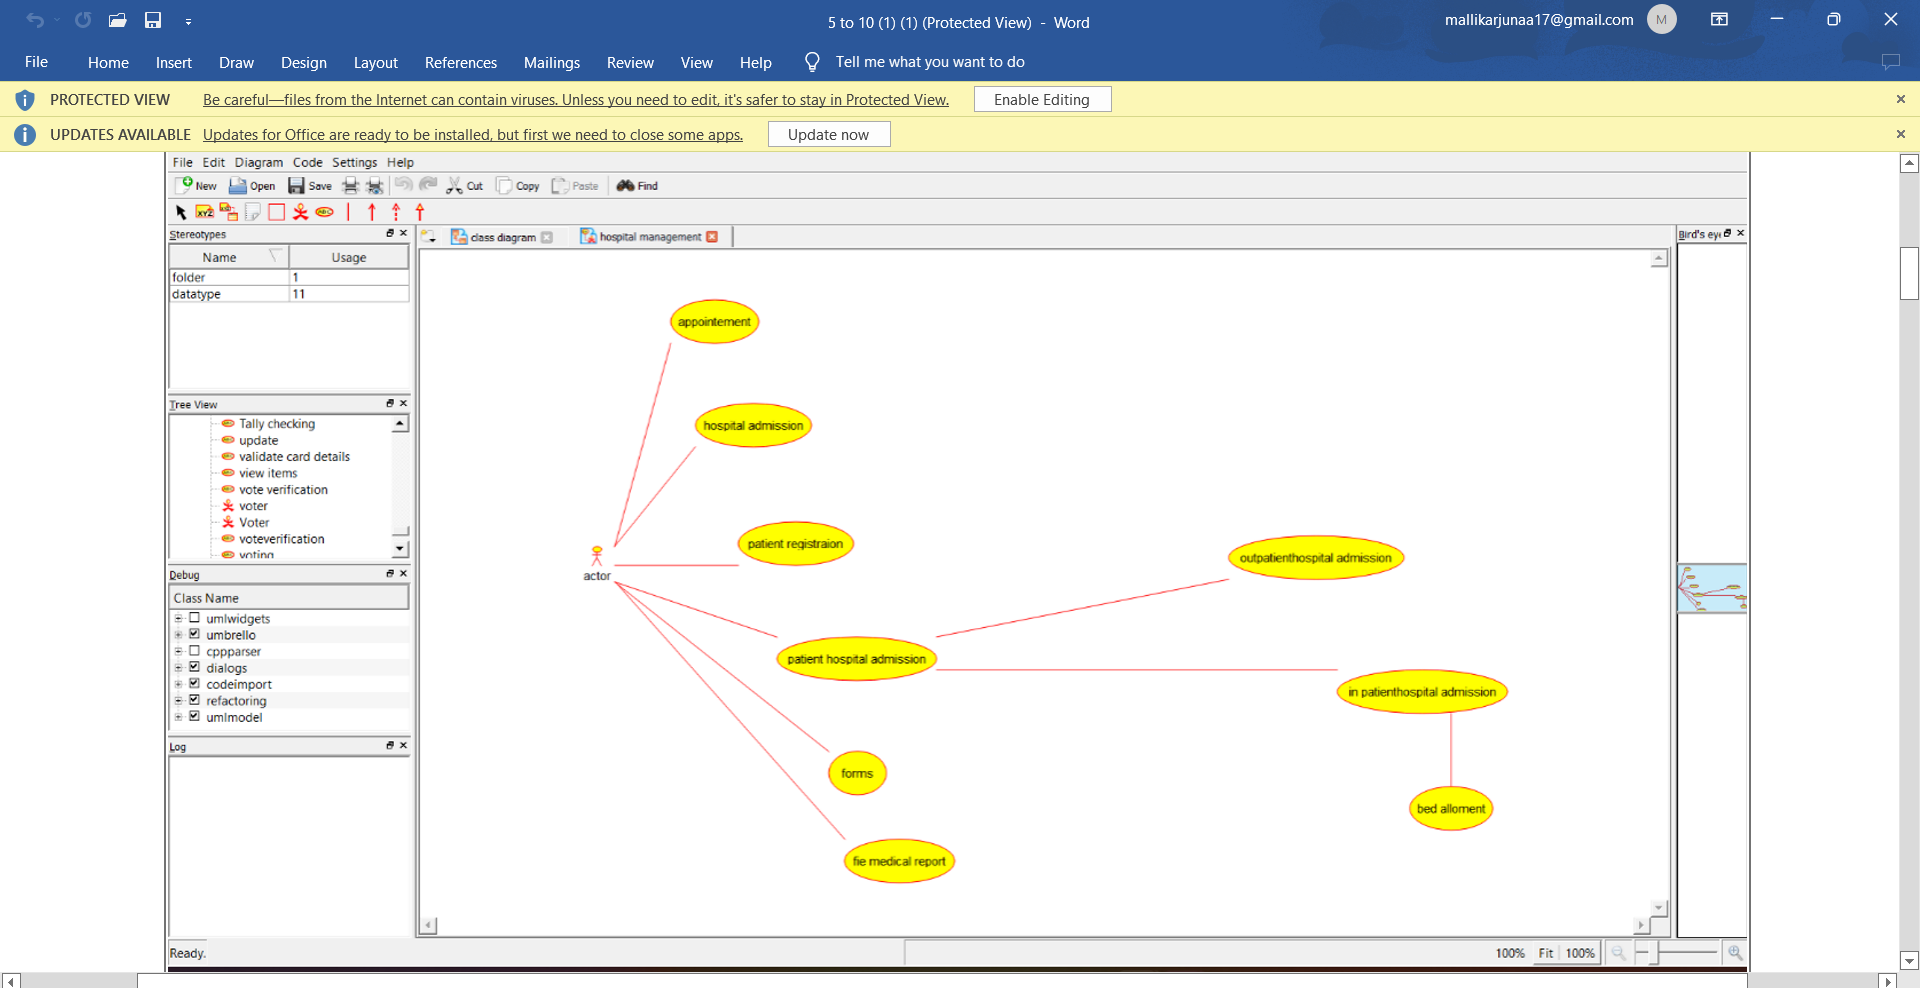 5 to 10 (1) (1) (Protected View) - Word
mallikarjunaa17@gmail.com
M
File Home Insert Draw Design Layout References Mailings Review View Help Tell me what you want to do
PROTECTED VIEW Be careful—files from the Internet can contain viruses. Unless you need to edit, it's safer to stay in Protected View. Enable Editing
UPDATES AVAILABLE Updates for Office are ready to be installed, but first we need to close some apps. Update now
File Edit Diagram Code Settings Help
New Open Save Cut Copy Paste Find
XYZ ABC
Stereotypes
Name Usage
folder 1
datatype 11
class diagram
hospital management
Bird's eye
Tree View
Tally checking
update
validate card details
view items
vote verification
voter
Voter
voteverification
voting
Debug
Class Name
umlwidgets
umbrello
cppparser
dialogs
codeimport
refactoring
umlmodel
Log
appointement
hospital admission
patient registraion
actor
outpatienthospital admission
patient hospital admission
in patienthospital admission
forms
bed alloment
fie medical report
Ready.
100% Fit 100%